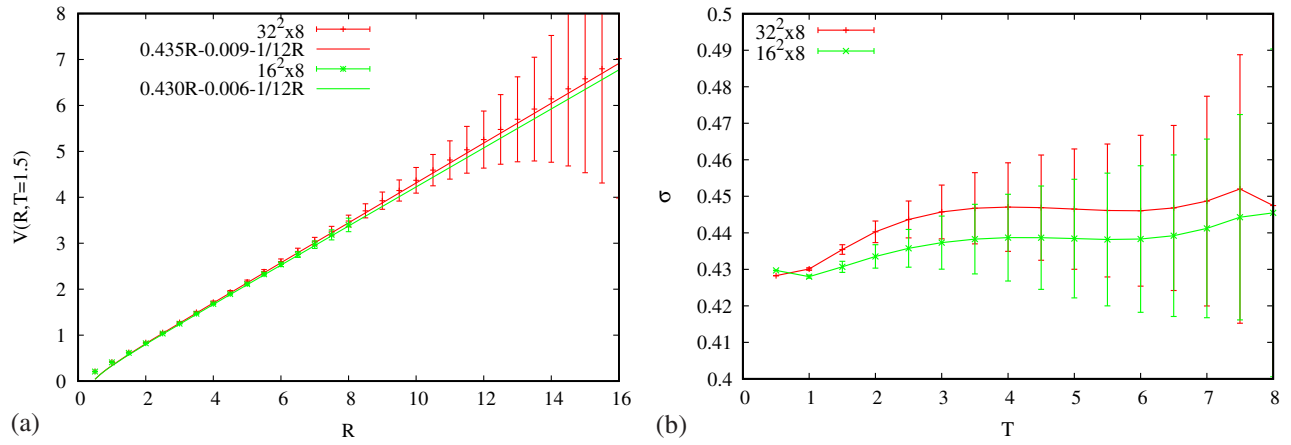 8
7
6
5
4
3
2
1
0
V(R,T=1.5)
32²x8
0.435R-0.009-1/12R
16²x8
0.430R-0.006-1/12R
0 2 4 6 8 10 12 14 16
R
(a)
0.5
0.49
0.48
0.47
0.46
0.45
0.44
0.43
0.42
0.41
0.4
σ
32²x8
16²x8
0 1 2 3 4 5 6 7 8
T
(b)